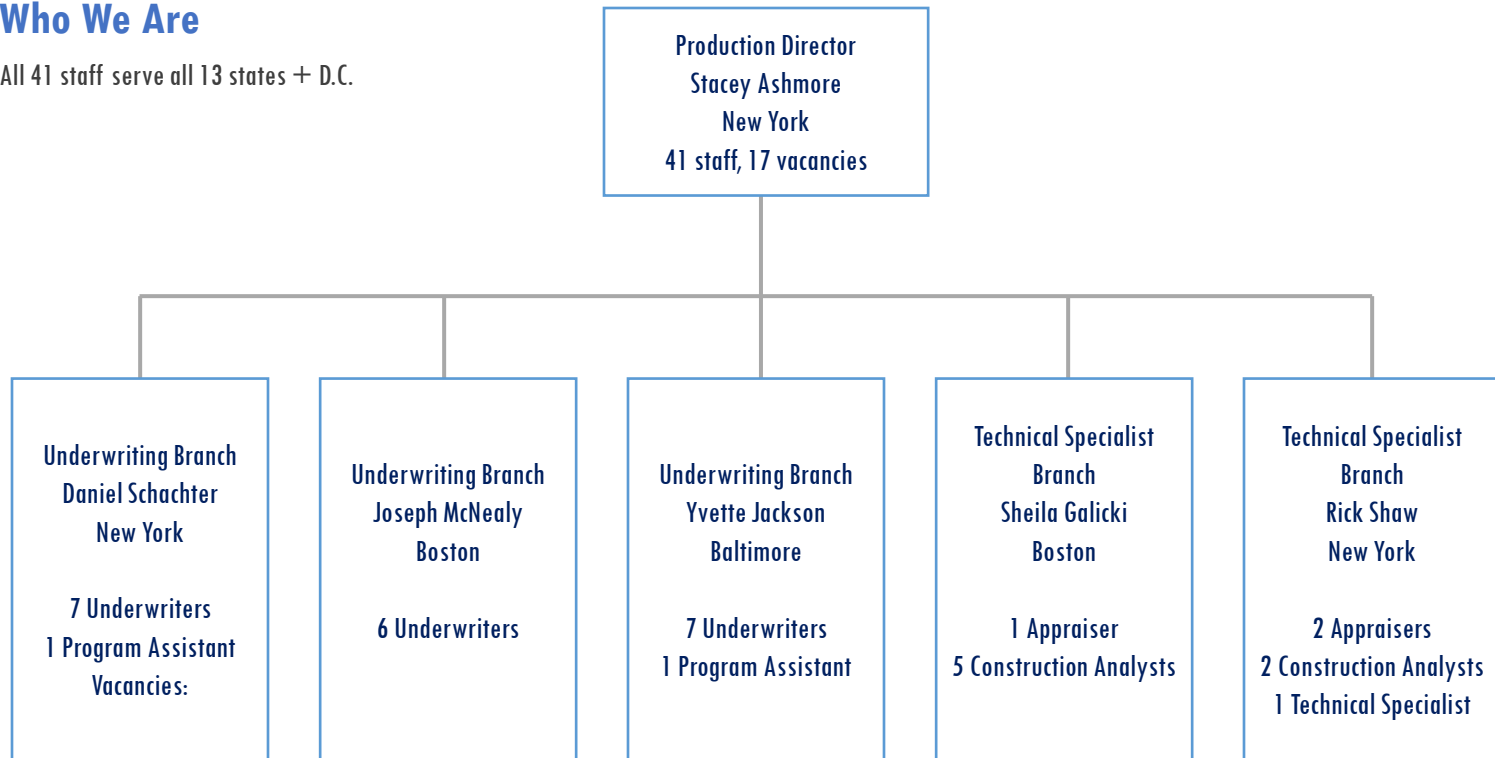 Who We Are
All 41 staff serve all 13 states + D.C.
Production Director
Stacey Ashmore
New York
41 staff, 17 vacancies
Underwriting Branch
Daniel Schachter
New York
7 Underwriters
1 Program Assistant
Vacancies:
Underwriting Branch
Joseph McNealy
Boston
6 Underwriters
Underwriting Branch
Yvette Jackson
Baltimore
7 Underwriters
1 Program Assistant
Technical Specialist
Branch
Sheila Galicki
Boston
1 Appraiser
5 Construction Analysts
Technical Specialist
Branch
Rick Shaw
New York
2 Appraisers
2 Construction Analysts
1 Technical Specialist